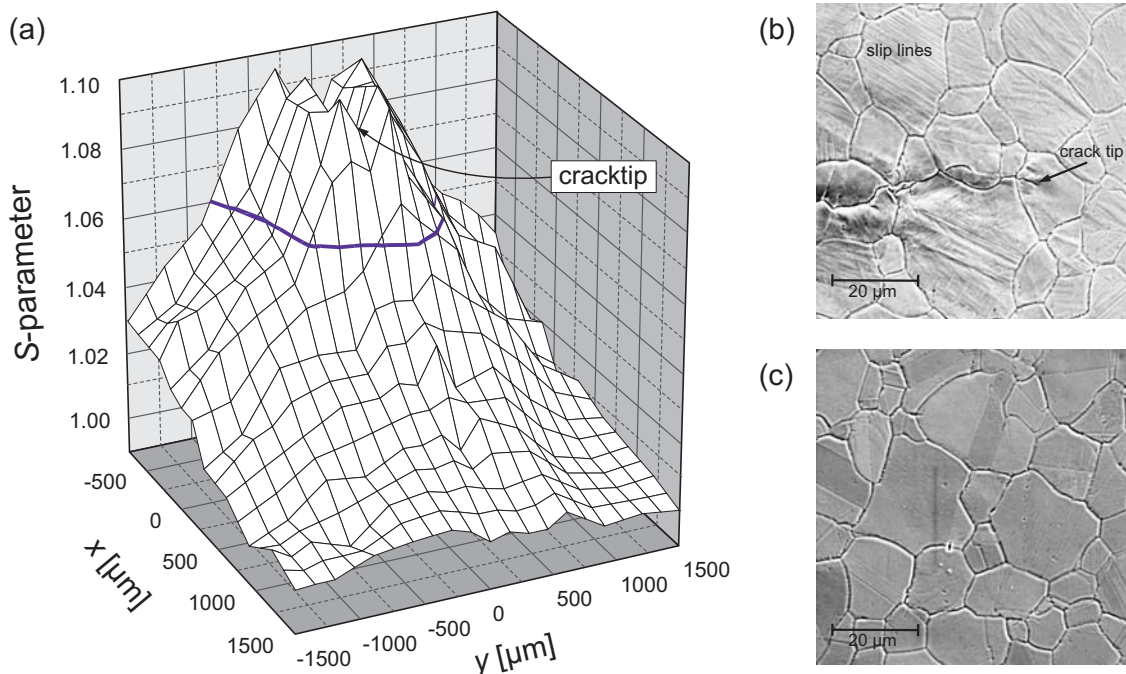 (a)
1.10
1.08
1.06
1.04
1.02
1.00
S-parameter
cracktip
-500
0
500
1000
1500
x [µm]
-1500
-1000
-500
0
500
1000
1500
y [µm]
(b)
slip lines
crack tip
20 µm
(c)
20 µm